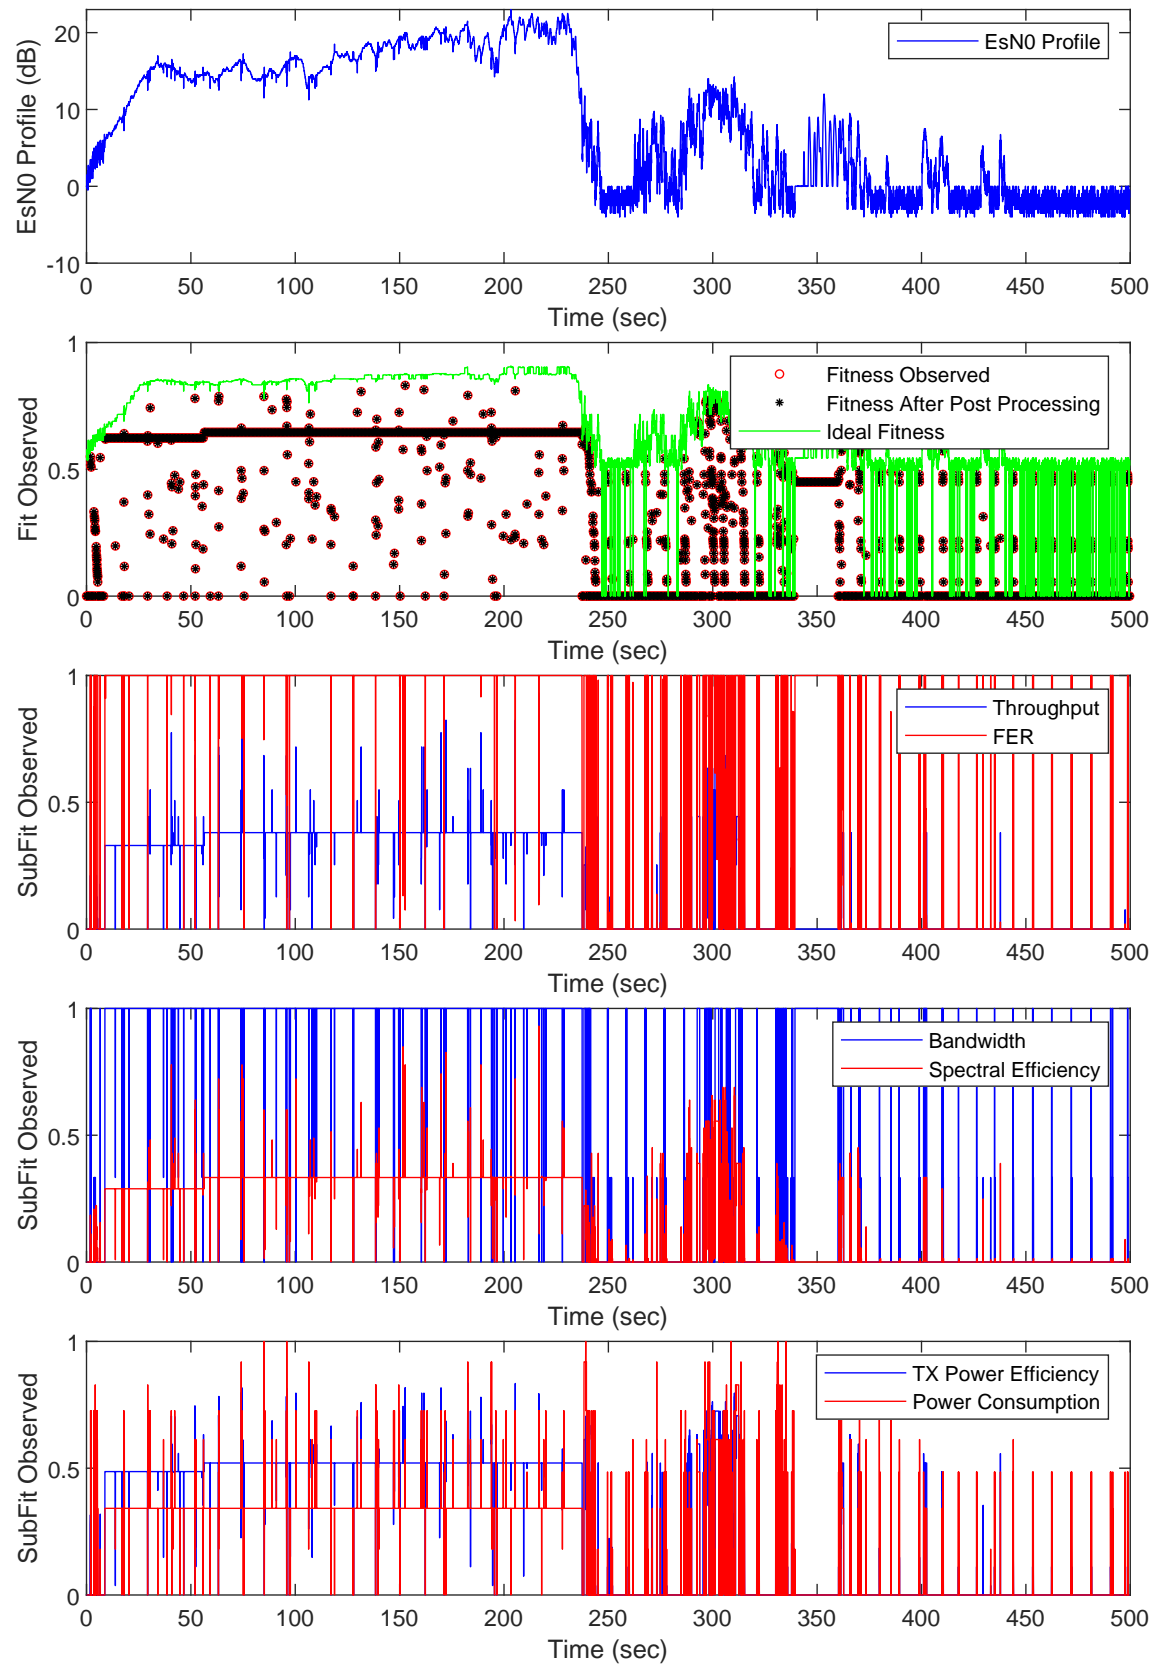 20
10
0
-10
EsN0 Profile (dB)
EsN0 Profile
0 50 100 150 200 250 300 350 400 450 500
Time (sec)
1
0.5
0
Fit Observed
Fitness Observed
Fitness After Post Processing
Ideal Fitness
0 50 100 150 200 250 300 350 400 450 500
Time (sec)
1
0.5
0
SubFit Observed
Throughput
FER
0 50 100 150 200 250 300 350 400 450 500
Time (sec)
1
0.5
0
SubFit Observed
Bandwidth
Spectral Efficiency
0 50 100 150 200 250 300 350 400 450 500
Time (sec)
1
0.5
0
SubFit Observed
TX Power Efficiency
Power Consumption
0 50 100 150 200 250 300 350 400 450 500
Time (sec)